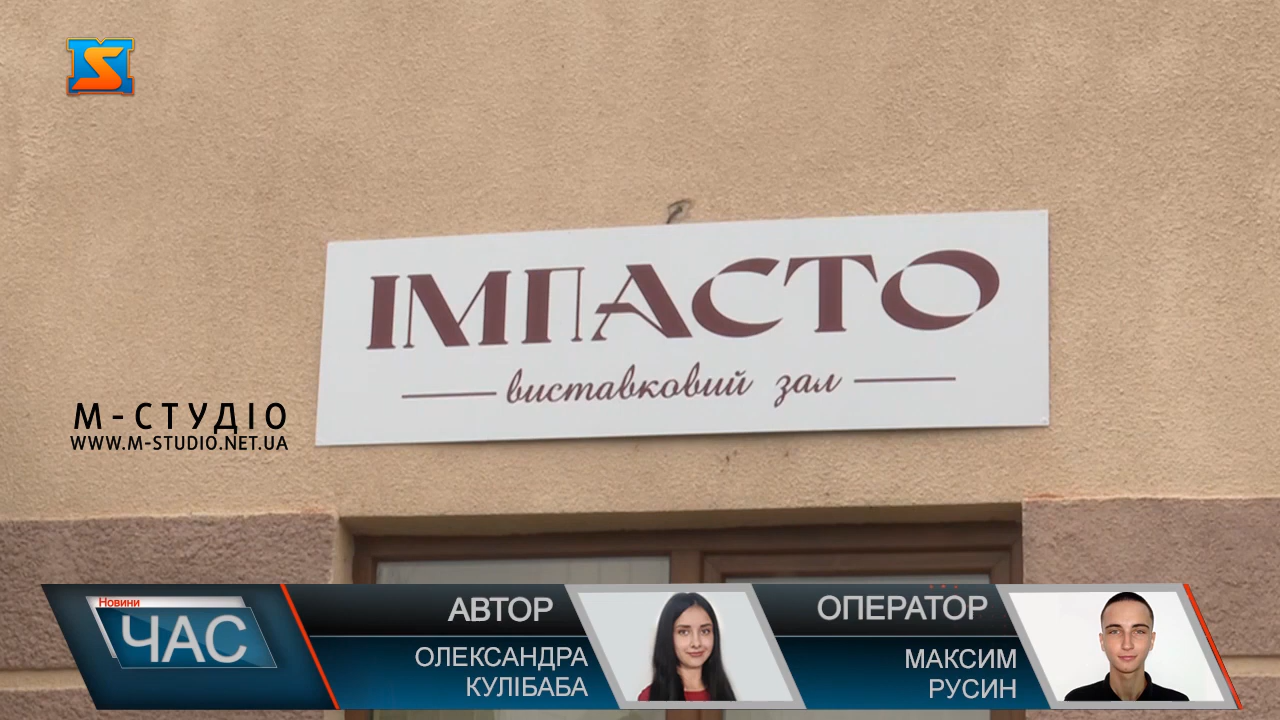 ІМПАСТО
виставковий зал
М-СТУДІО
WWW.M-STUDIO.NET.UA
Новини
ЧАС
АВТОР
ОЛЕКСАНДРА
КУЛІБАБА
ОПЕРАТОР
МАКСИМ
РУСИН